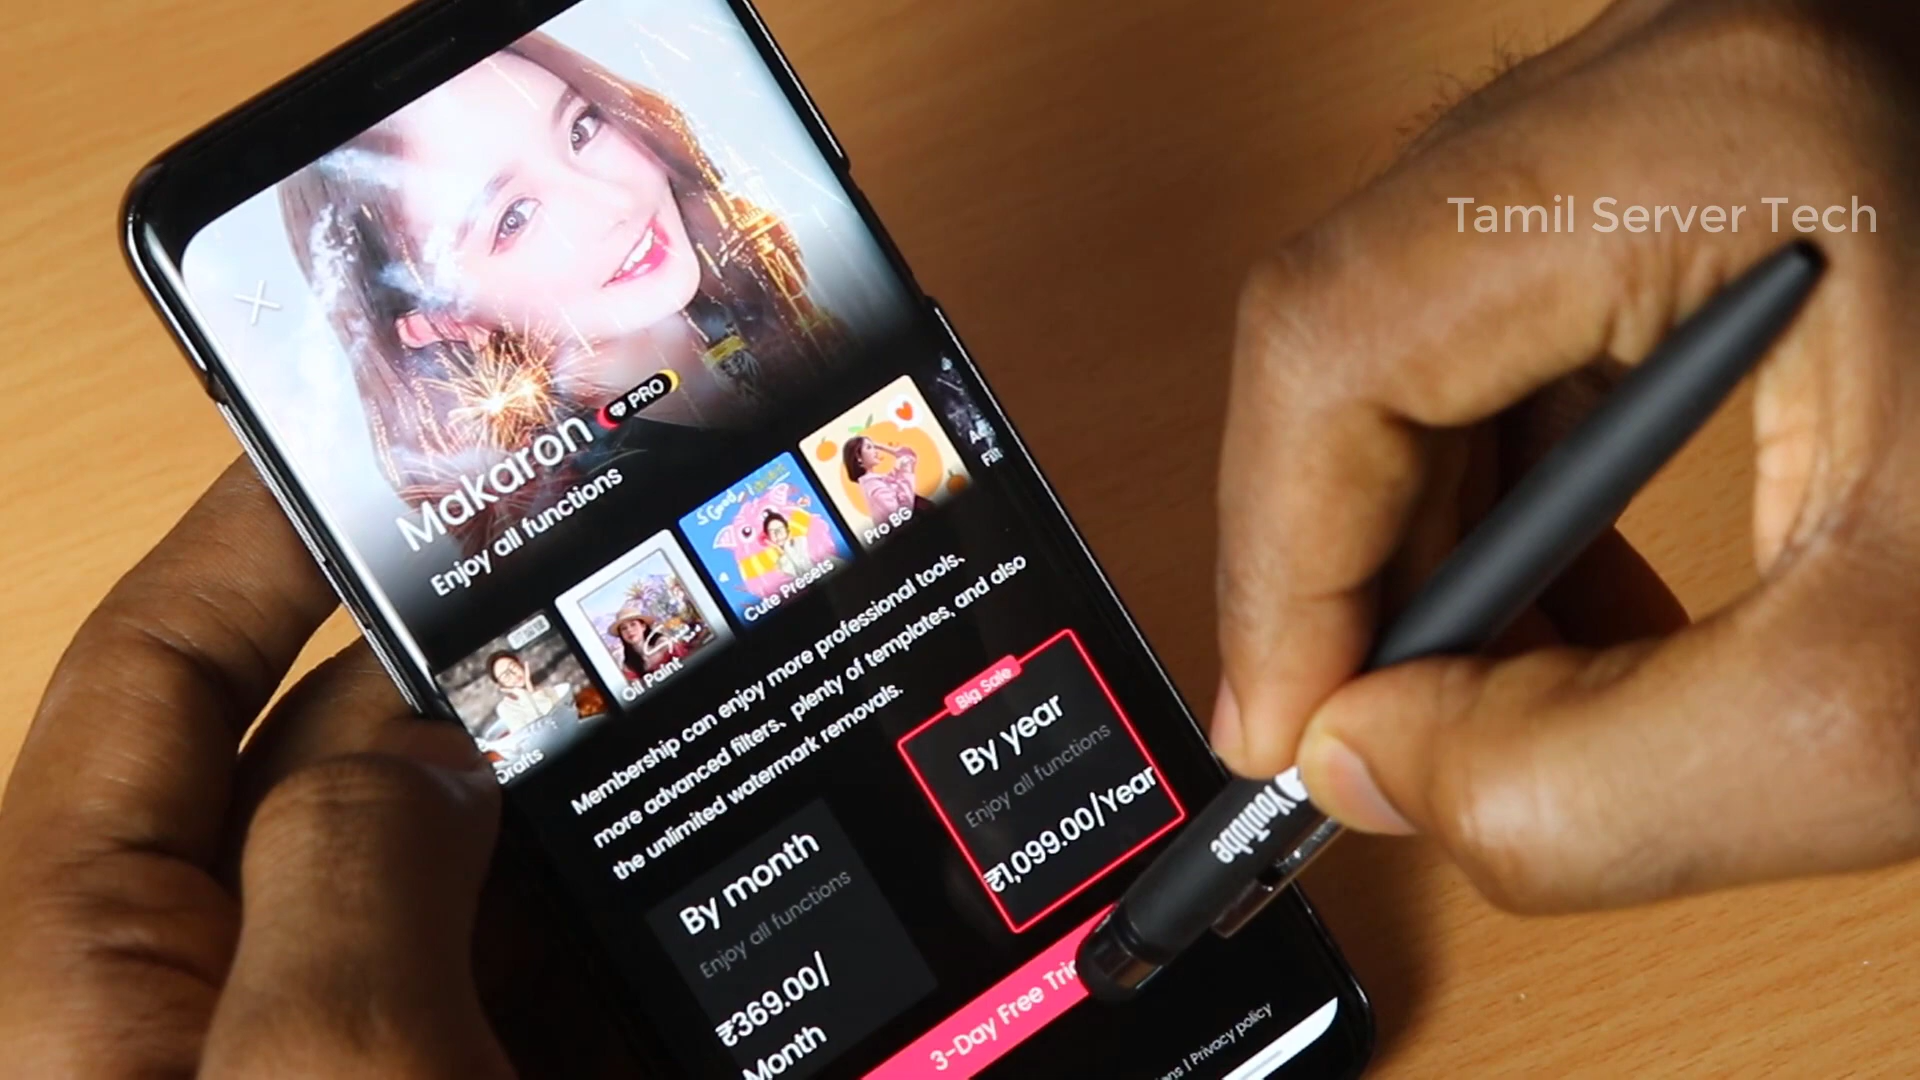 Tamil Server Tech
PRO
Makaron
Enjoy all functions
Drafts
Oil Paint
S Good
Cute Presets
Pro BG
Membership can enjoy more professional tools、
more advanced filters、plenty of templates, and also
the unlimited watermark removals.
By month
Enjoy all functions
₹369.00/
Month
Big Sale
By year
Enjoy all functions
₹1,099.00/Year
3-Day Free
Privacy policy
YouTube